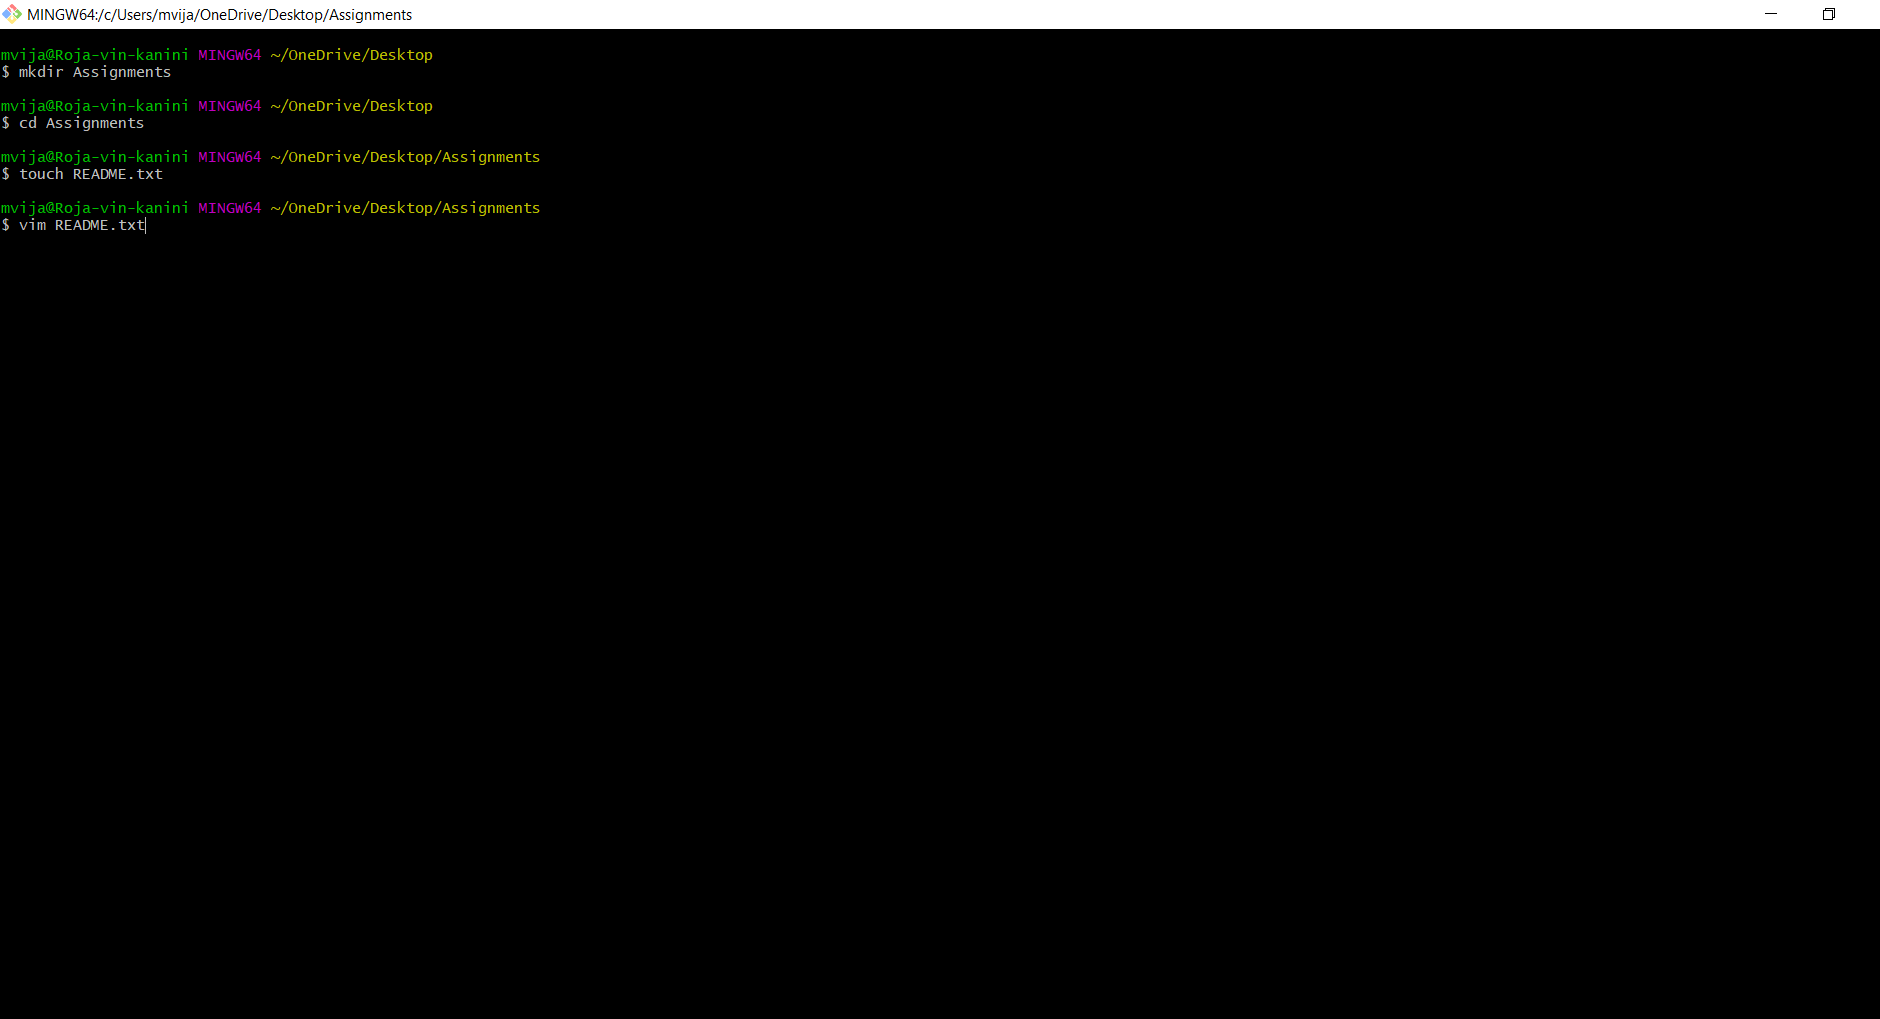 MINGW64:/c/Users/mvija/OneDrive/Desktop/Assignments
mvija@Roja-vin-kanini MINGW64 ~/OneDrive/Desktop
$ mkdir Assignments
mvija@Roja-vin-kanini MINGW64 ~/OneDrive/Desktop
$ cd Assignments
mvija@Roja-vin-kanini MINGW64 ~/OneDrive/Desktop/Assignments
$ touch README.txt
mvija@Roja-vin-kanini MINGW64 ~/OneDrive/Desktop/Assignments
$ vim README.txt